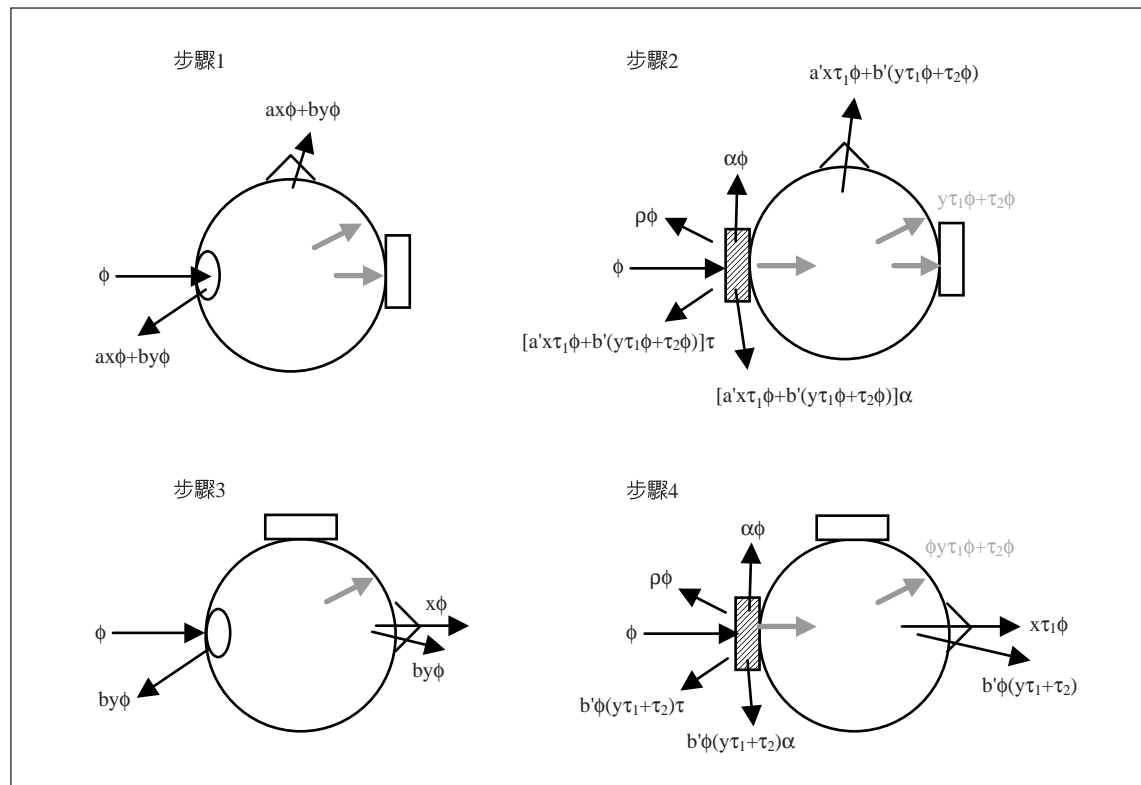 步驟1
axϕ+byϕ
ϕ
axϕ+byϕ
步驟2
a'xτ₁ϕ+b'(yτ₁ϕ+τ₂ϕ)
αϕ
yτ₁ϕ+τ₂ϕ
ρϕ
ϕ
[a'xτ₁ϕ+b'(yτ₁ϕ+τ₂ϕ)]τ
[a'xτ₁ϕ+b'(yτ₁ϕ+τ₂ϕ)]α
步驟3
ϕ
xϕ
byϕ
byϕ
步驟4
αϕ
ϕyτ₁ϕ+τ₂ϕ
ρϕ
ϕ
xτ₁ϕ
b'ϕ(yτ₁+τ₂)
b'ϕ(yτ₁+τ₂)τ
b'ϕ(yτ₁+τ₂)α